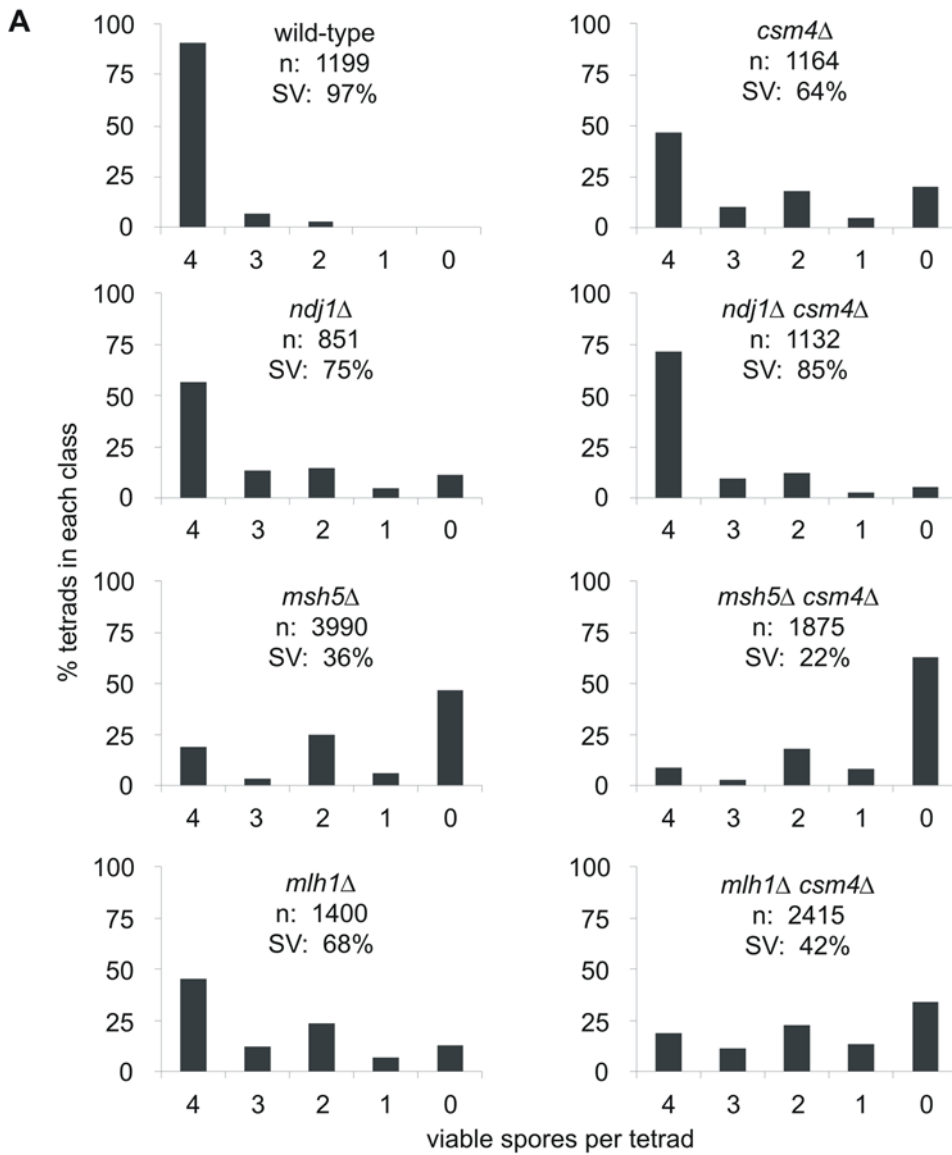 A
wild-type
n: 1199
SV: 97%
100
75
50
25
0
4 3 2 1 0
csm4Δ
n: 1164
SV: 64%
100
75
50
25
0
4 3 2 1 0
ndj1Δ
n: 851
SV: 75%
100
75
50
25
0
4 3 2 1 0
ndj1Δ csm4Δ
n: 1132
SV: 85%
100
75
50
25
0
4 3 2 1 0
% tetrads in each class
msh5Δ
n: 3990
SV: 36%
100
75
50
25
0
4 3 2 1 0
msh5Δ csm4Δ
n: 1875
SV: 22%
100
75
50
25
0
4 3 2 1 0
mlh1Δ
n: 1400
SV: 68%
100
75
50
25
0
4 3 2 1 0
mlh1Δ csm4Δ
n: 2415
SV: 42%
100
75
50
25
0
4 3 2 1 0
viable spores per tetrad